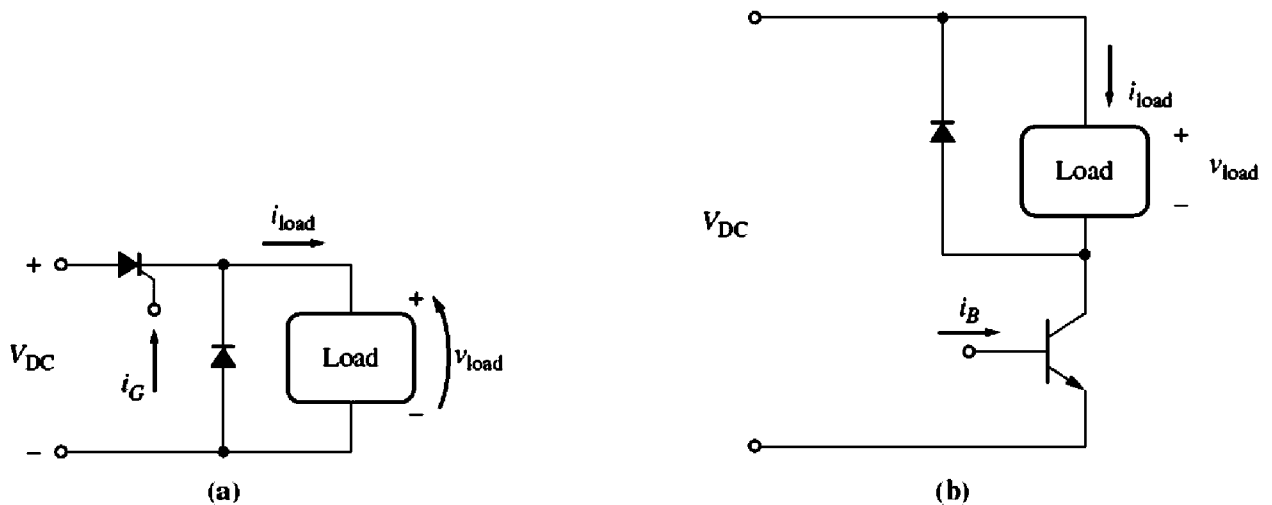 i_load
+
V_DC
i_G
−
Load
+
v_load
−
(a)
i_load
V_DC
Load
+
v_load
−
i_B
(b)